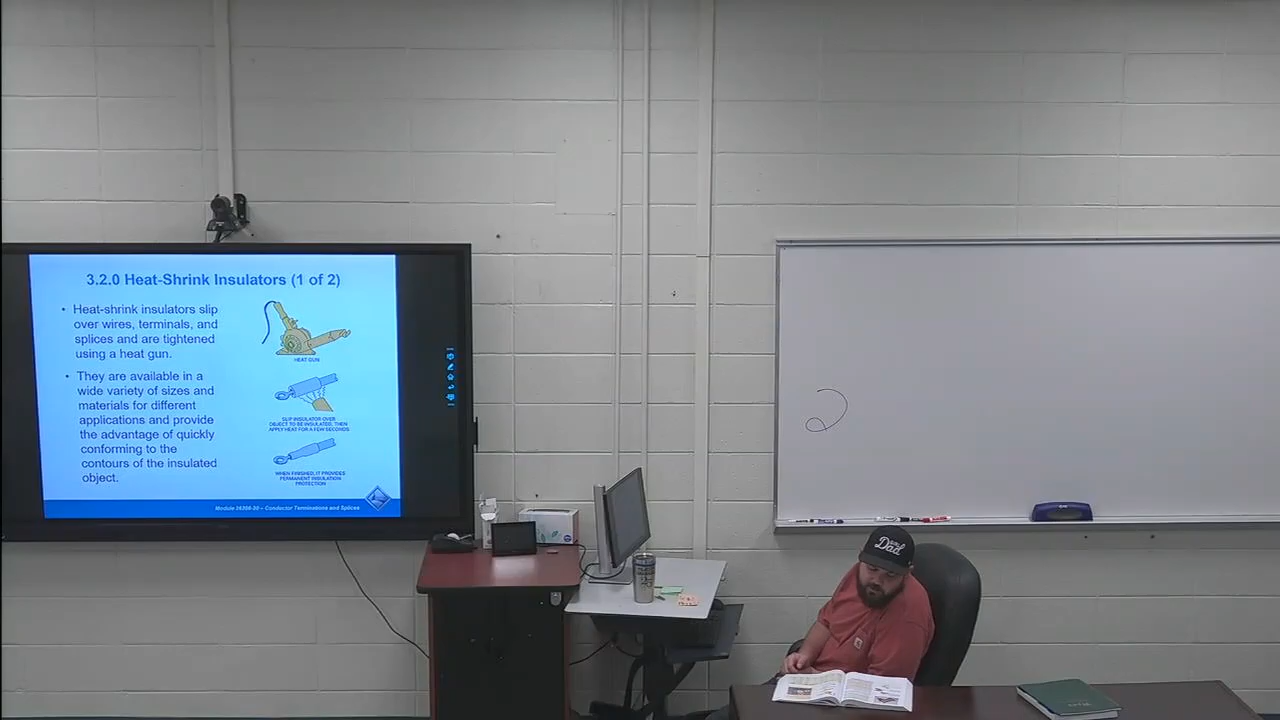 3.2.0 Heat-Shrink Insulators (1 of 2)
• Heat-shrink insulators slip
over wires, terminals, and
splices and are tightened
using a heat gun.
• They are available in a
wide variety of sizes and
materials for different
applications and provide
the advantage of quickly
conforming to the
contours of the insulated
object.
HEAT GUN
SLIP INSULATOR OVER
OBJECT TO BE INSULATED, THEN
APPLY HEAT FOR A FEW SECONDS
WHEN FINISHED, IT PROVIDES
PERMANENT INSULATION
PROTECTION
Module 26206-20 – Conductor Terminations and Splices
2
Dad